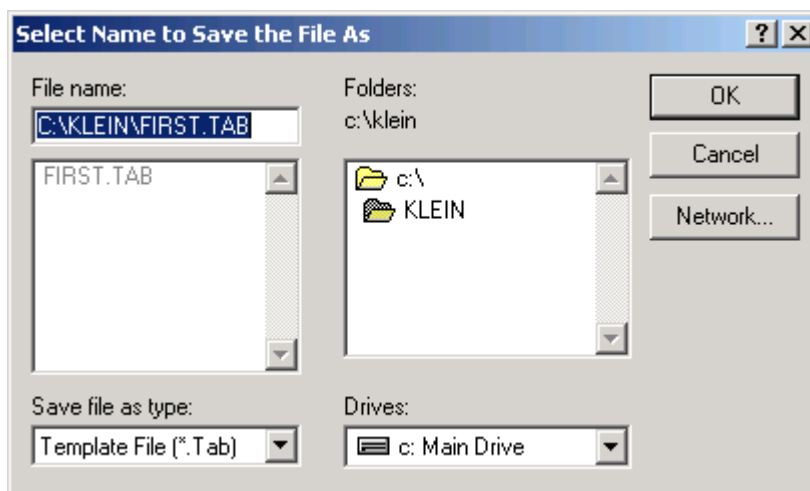 Select Name to Save the File As
File name:
C:\KLEIN\FIRST.TAB
FIRST.TAB
Save file as type:
Template File (*.Tab)
Folders:
c:\klein
c:\
KLEIN
Drives:
c: Main Drive
OK
Cancel
Network...